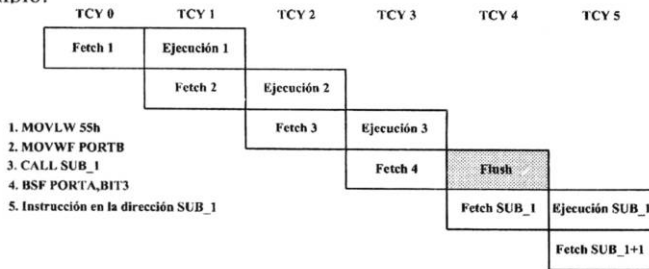 TCY 0 TCY 1 TCY 2 TCY 3 TCY 4 TCY 5
Fetch 1 Ejecución 1
Fetch 2 Ejecución 2
Fetch 3 Ejecución 3
Fetch 4 Flush
Fetch SUB_1 Ejecución SUB_1
Fetch SUB_1+1
1. MOVLW 55h
2. MOVWF PORTB
3. CALL SUB_1
4. BSF PORTA,BIT3
5. Instrucción en la dirección SUB_1